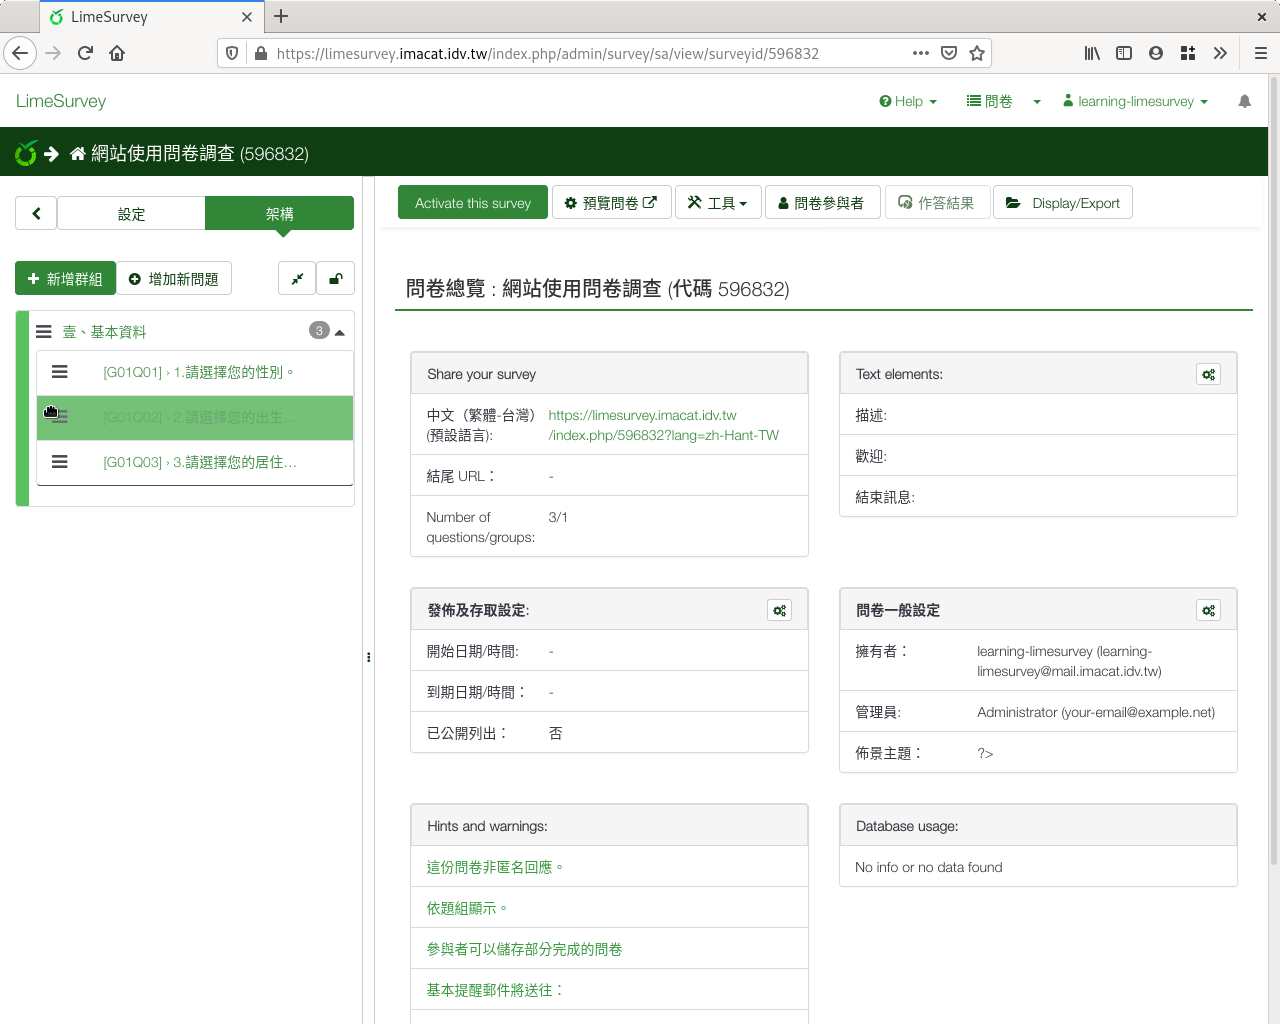 LimeSurvey
https://limesurvey.imacat.idv.tw/index.php/admin/survey/sa/view/surveyid/596832
LimeSurvey
Help
問卷
learning-limesurvey
網站使用問卷調查 (596832)
設定
架構
Activate this survey
預覽問卷
工具
問卷參與者
作答結果
Display/Export
新增群組
增加新問題
壹、基本資料
3
[G01Q01] › 1.請選擇您的性別。
[G01Q02] › 2.請選擇您的出生…
[G01Q03] › 3.請選擇您的居住…
問卷總覽 : 網站使用問卷調查 (代碼 596832)
Share your survey
中文（繁體-台灣）
(預設語言):
https://limesurvey.imacat.idv.tw
/index.php/596832?lang=zh-Hant-TW
結尾 URL：
-
Number of
questions/groups:
3/1
Text elements:
描述:
歡迎:
結束訊息:
發佈及存取設定:
開始日期/時間:
-
到期日期/時間：
-
已公開列出：
否
問卷一般設定
擁有者：
learning-limesurvey (learning-
limesurvey@mail.imacat.idv.tw)
管理員:
Administrator (your-email@example.net)
佈景主題：
?>
Hints and warnings:
這份問卷非匿名回應。
依題組顯示。
參與者可以儲存部分完成的問卷
基本提醒郵件將送往：
Database usage:
No info or no data found